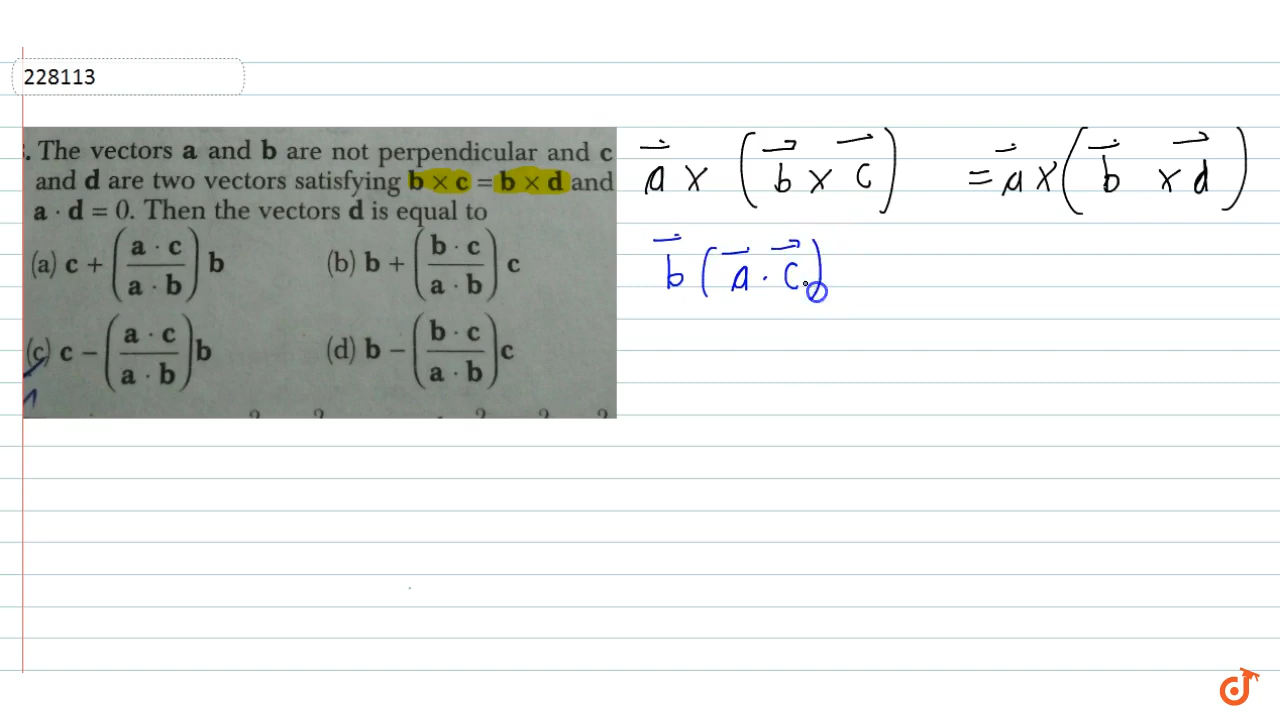 228113
. The vectors a and b are not perpendicular and c
and d are two vectors satisfying b × c = b × d and
a · d = 0. Then the vectors d is equal to
(a) c + (a · c / a · b) b (b) b + (b · c / a · b) c
(c) c − (a · c / a · b) b (d) b − (b · c / a · b) c
a⃗ × (b⃗ × c⃗) = a⃗ × (b⃗ × d⃗)
b⃗ (a⃗ · c⃗)